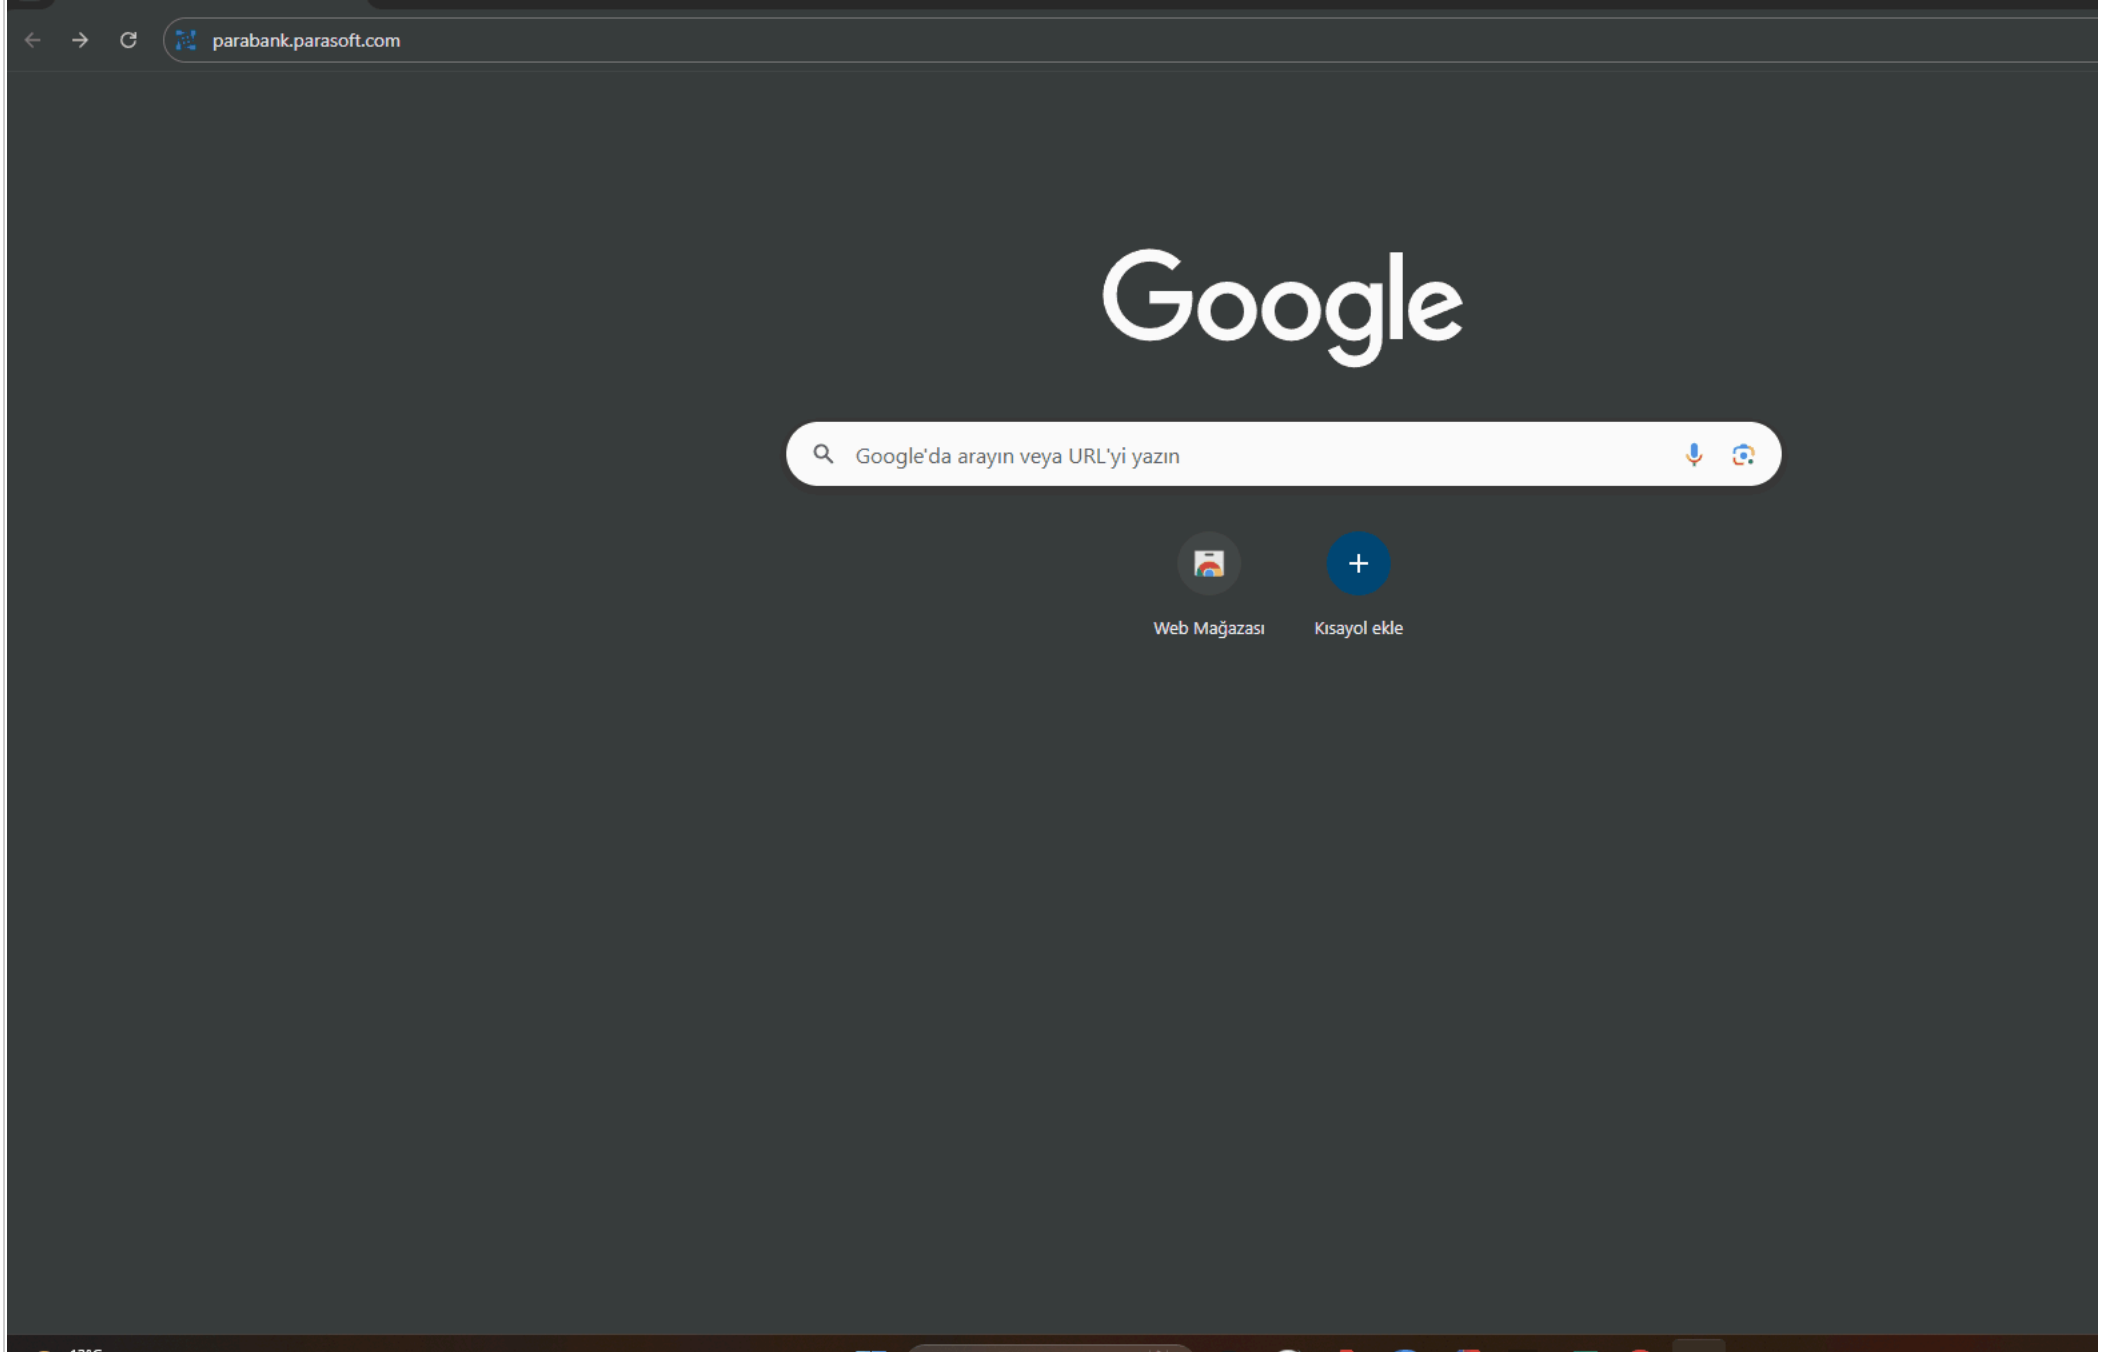 parabank.parasoft.com
Google
Google'da arayın veya URL'yi yazın
Web Mağazası
Kısayol ekle